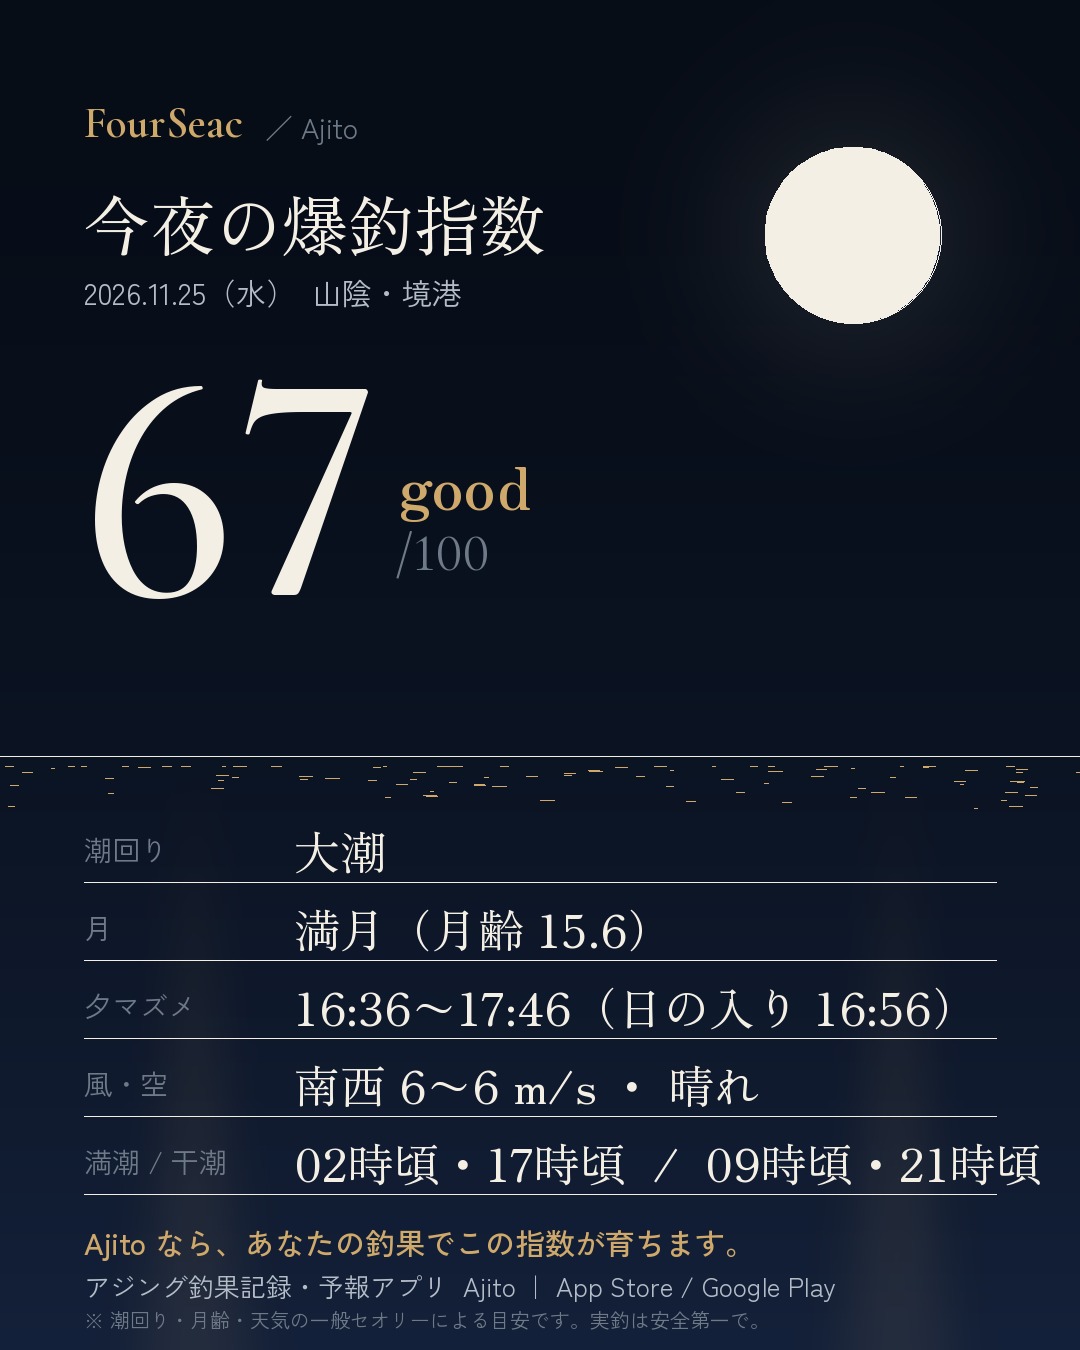 FourSeac ／ Ajito
今夜の爆釣指数
2026.11.25（水） 山陰・境港
67 good
/100
潮回り 大潮
月 満月（月齢 15.6）
夕マズメ 16:36〜17:46（日の入り 16:56）
風・空 南西 6〜6 m/s ・ 晴れ
満潮 / 干潮 02時頃・17時頃 ／ 09時頃・21時頃
Ajito なら、あなたの釣果でこの指数が育ちます。
アジング釣果記録・予報アプリ Ajito｜App Store / Google Play
※ 潮回り・月齢・天気の一般セオリーによる目安です。実釣は安全第一で。